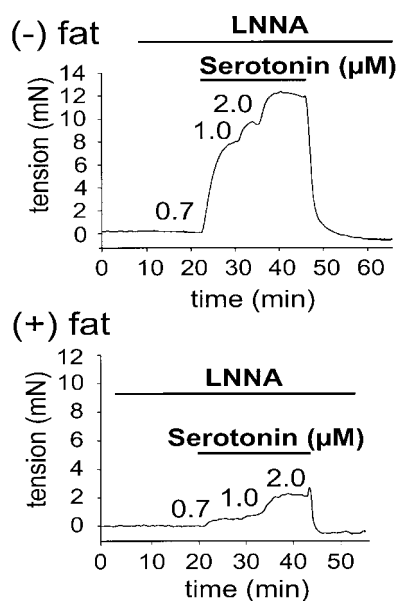 (-) fat
LNNA
Serotonin (μM)
tension (mN)
14
12
10
8
6
4
2
0
0.7
1.0
2.0
0 10 20 30 40 50 60
time (min)
(+) fat
LNNA
Serotonin (μM)
tension (mN)
12
10
8
6
4
2
0
0.7
1.0
2.0
0 10 20 30 40 50
time (min)